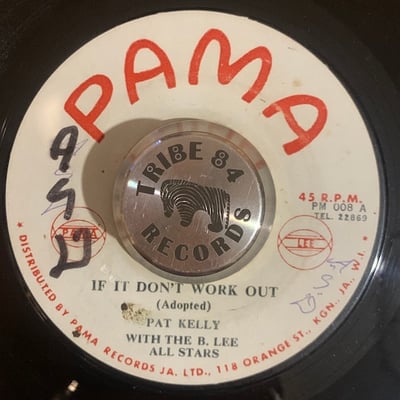 PAMA
TRIBE 84
RECORDS
45 R.P.M.
PM 008 A
TEL. 22869
PAMA
LEE
IF IT DON'T WORK OUT
(Adopted)
PAT KELLY
WITH THE B. LEE
ALL STARS
* DISTRIBUTED BY PAMA RECORDS JA. LTD., 118 ORANGE ST., KGN., JA., W.I. *